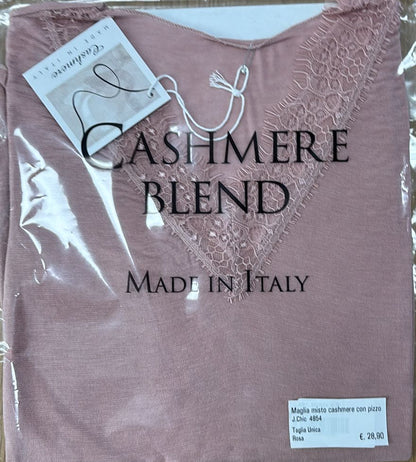 Cashmere
MADE IN ITALY
CASHMERE
BLEND
MADE IN ITALY
Maglia misto cashmere con pizzo
J.Chic 4954
Taglia Unica
Rosa
€. 28,90